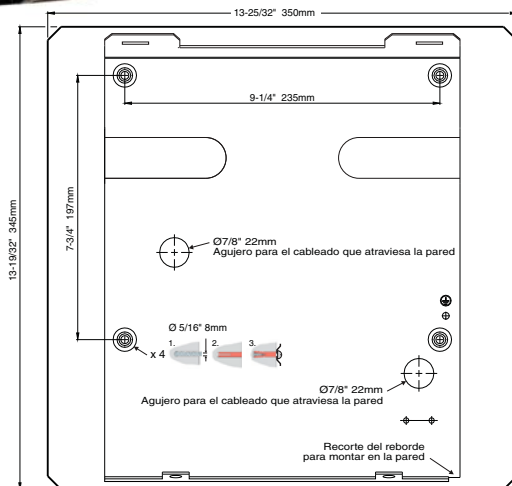 13-25/32" 350mm
9-1/4" 235mm
13-19/32" 345mm
7-3/4" 197mm
Ø7/8" 22mm
Agujero para el cableado que atraviesa la pared
Ø 5/16" 8mm
x 4
1.
2.
3.
Ø7/8" 22mm
Agujero para el cableado que atraviesa la pared
Recorte del reborde
para montar en la pared